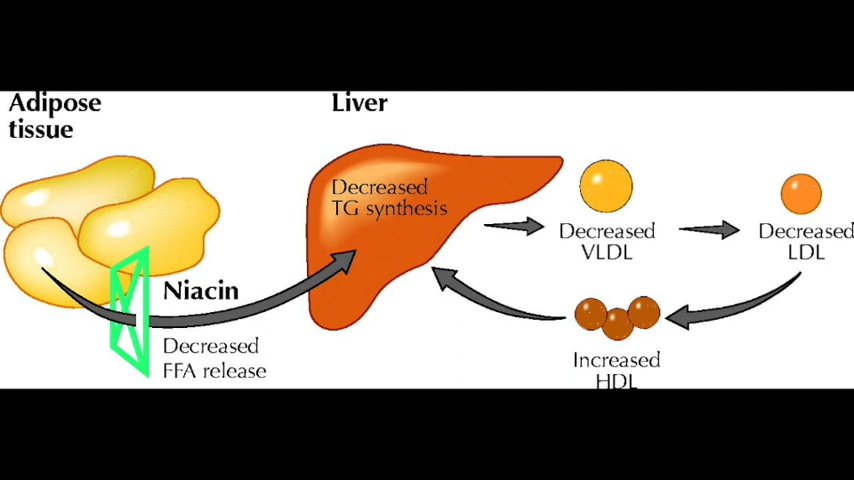 Adipose
tissue
Liver
Decreased
TG synthesis
Decreased
VLDL
Decreased
LDL
Niacin
Decreased
FFA release
Increased
HDL